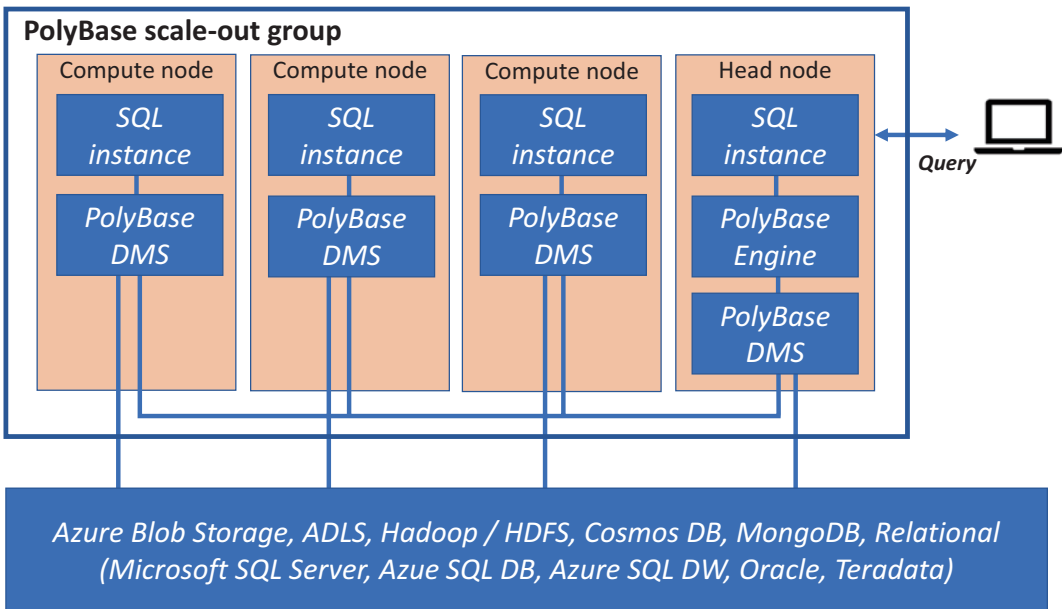 PolyBase scale-out group
Compute node
SQL
instance
PolyBase
DMS
Compute node
SQL
instance
PolyBase
DMS
Compute node
SQL
instance
PolyBase
DMS
Head node
SQL
instance
PolyBase
Engine
PolyBase
DMS
Query
Azure Blob Storage, ADLS, Hadoop / HDFS, Cosmos DB, MongoDB, Relational
(Microsoft SQL Server, Azue SQL DB, Azure SQL DW, Oracle, Teradata)